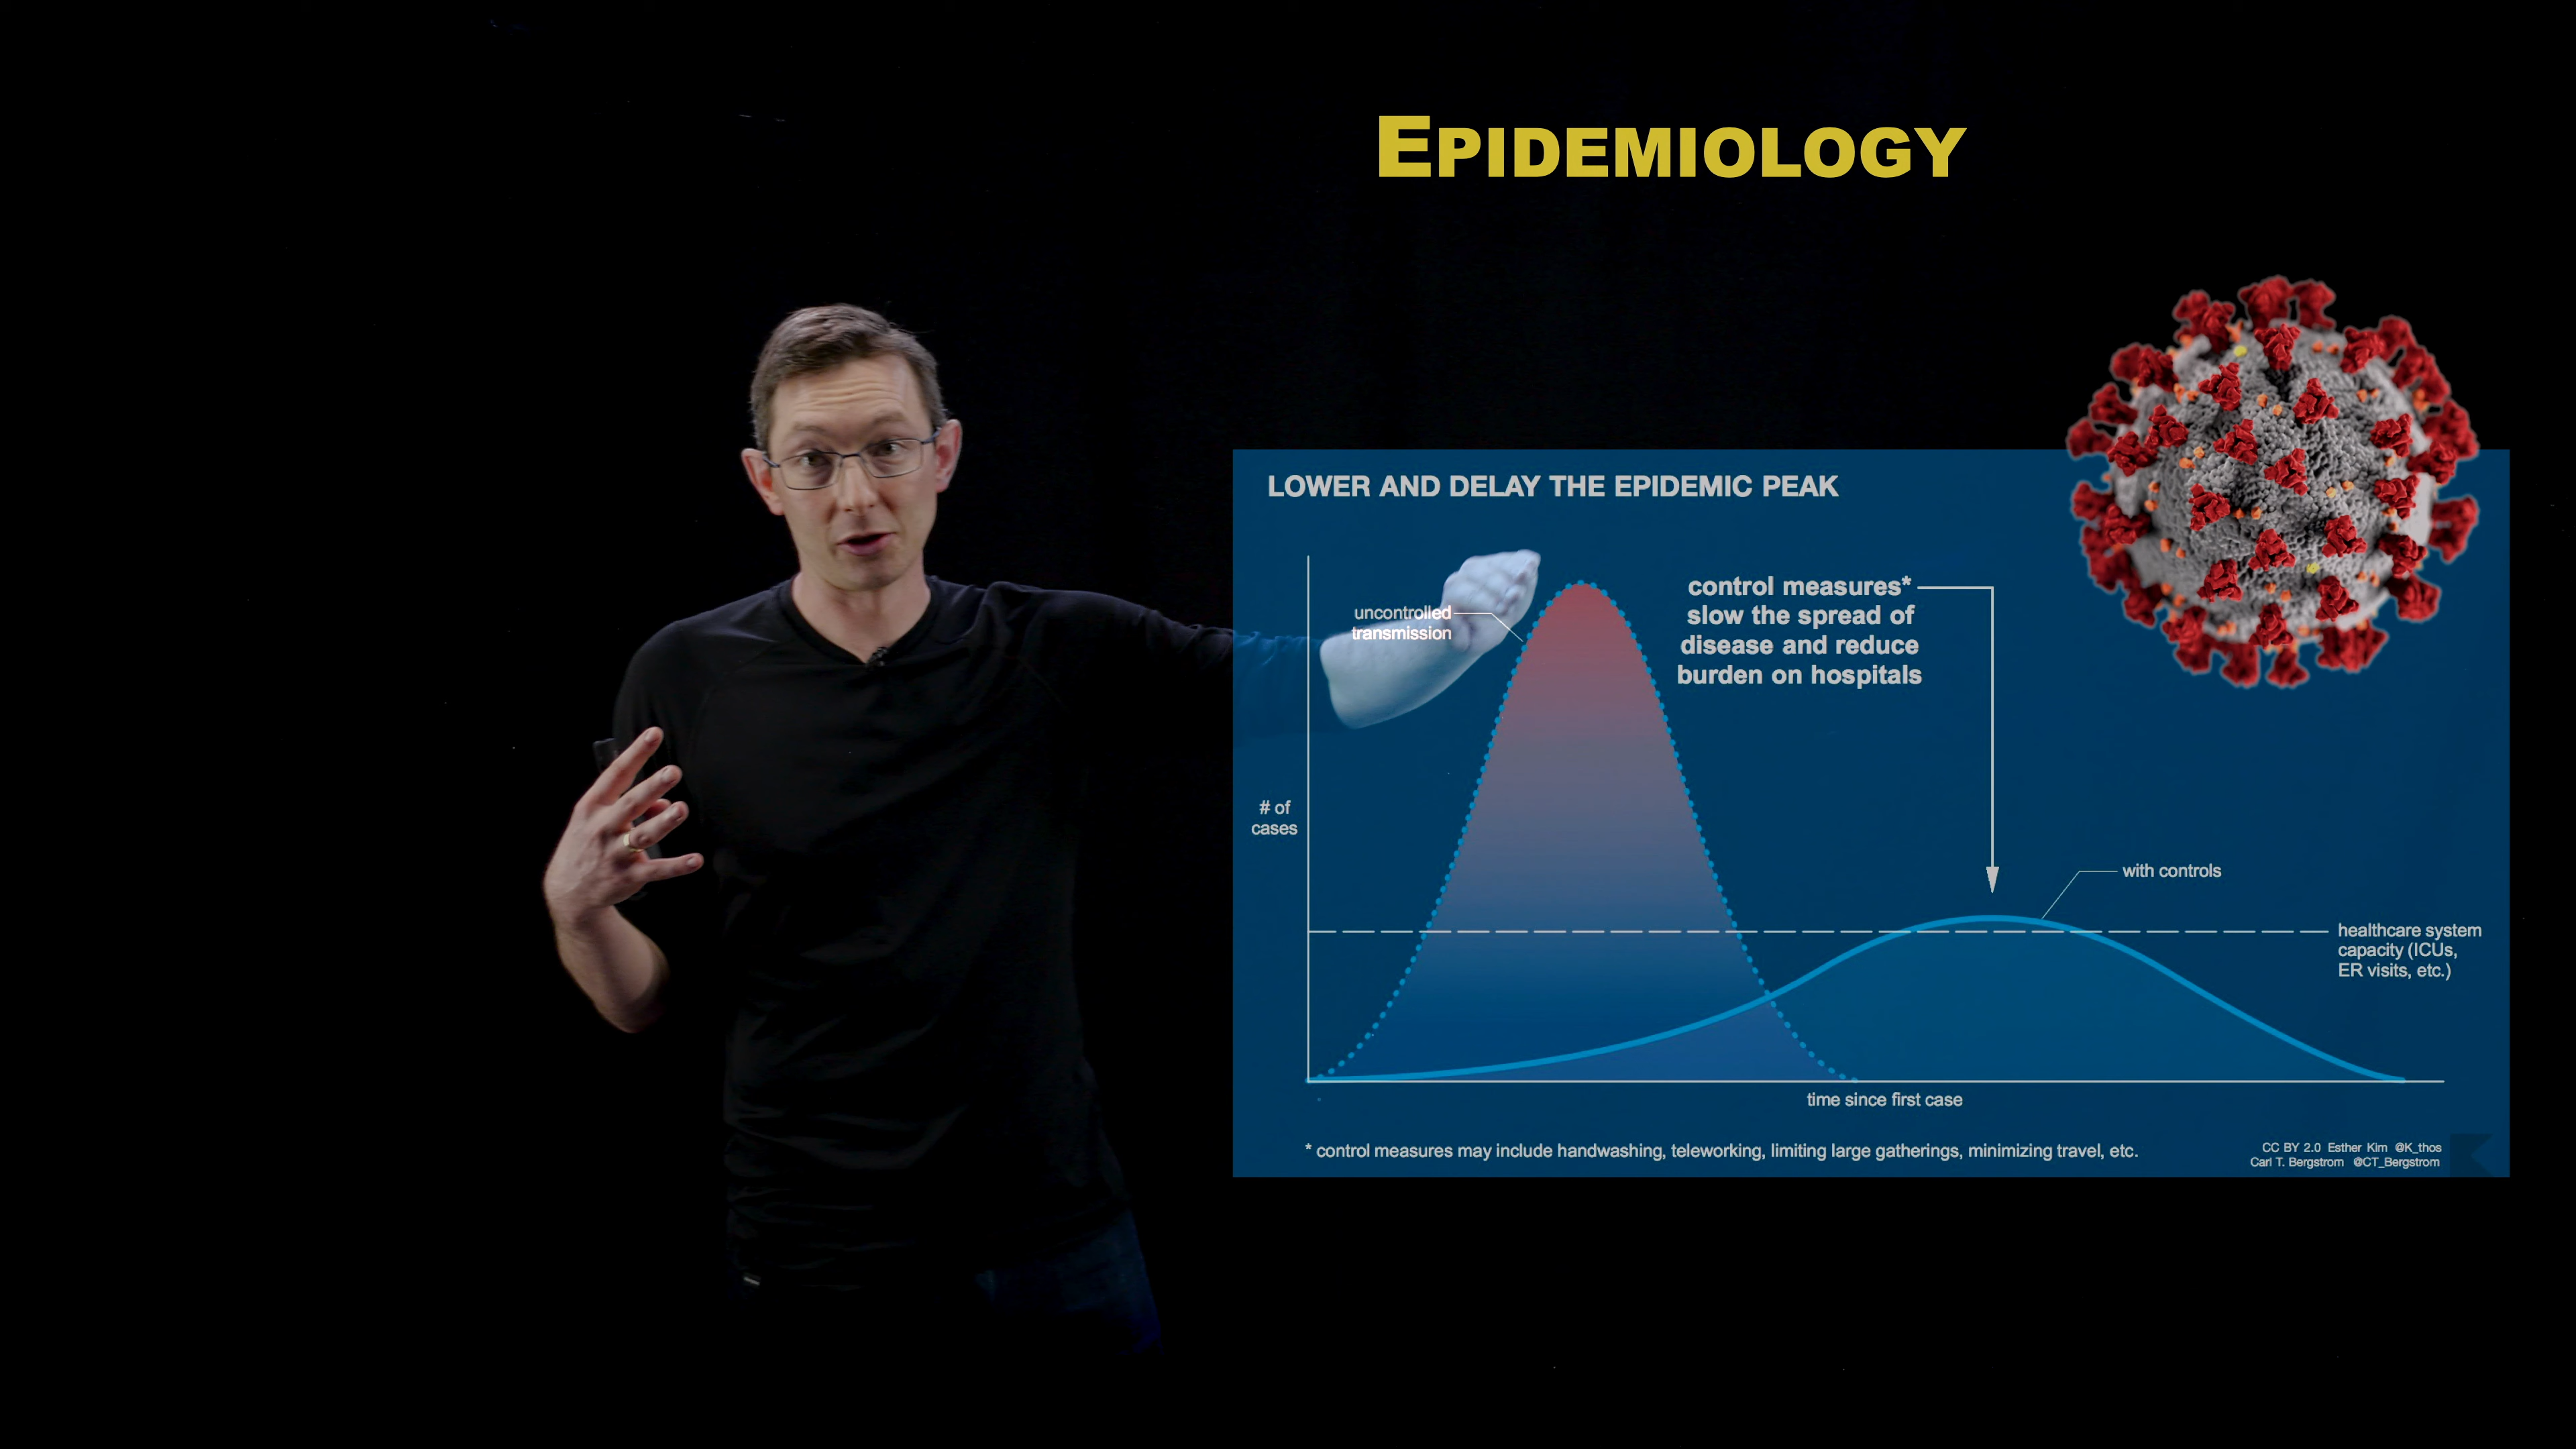 EPIDEMIOLOGY
LOWER AND DELAY THE EPIDEMIC PEAK
uncontrolled
transmission
control measures*
slow the spread of
disease and reduce
burden on hospitals
# of
cases
with controls
healthcare system
capacity (ICUs,
ER visits, etc.)
time since first case
* control measures may include handwashing, teleworking, limiting large gatherings, minimizing travel, etc.
CC BY 2.0 Esther Kim @K_thos
Carl T. Bergstrom @CT_Bergstrom